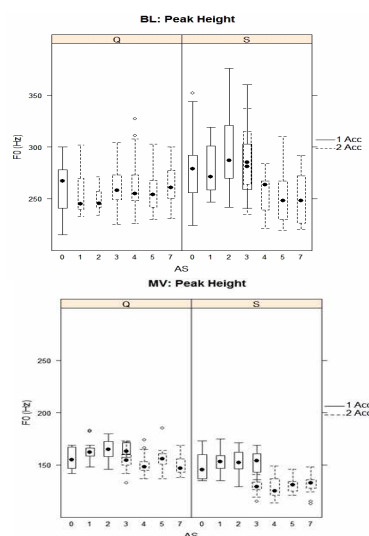 BL: Peak Height
Q S
350
300
250
F0 (Hz)
1 Acc
2 Acc
0 1 2 3 4 5 7 0 1 2 3 4 5 7
AS
MV: Peak Height
Q S
250
200
150
F0 (Hz)
1 Acc
2 Acc
0 1 2 3 4 5 7 0 1 2 3 4 5 7
AS